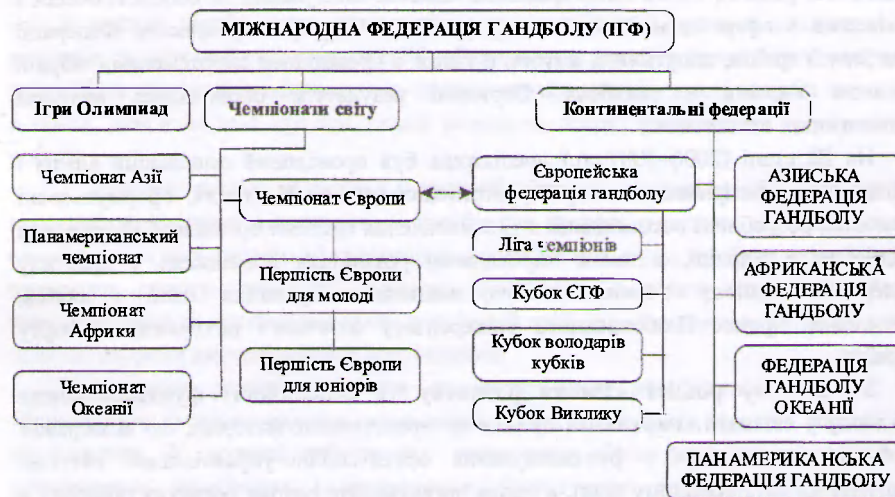 МІЖНАРОДНА ФЕДЕРАЦІЯ ГАНДБОЛУ (ІГФ)
Ігри Олімпіад
Чемпіонати світу
Континентальні федерації
Чемпіонат Азії
Панамериканський
чемпіонат
Чемпіонат
Африки
Чемпіонат
Океанії
Чемпіонат Європи
Першість Європи
для молоді
Першість Європи
для юніорів
Європейська
федерація гандболу
Ліга чемпіонів
Кубок ЄГФ
Кубок володарів
кубків
Кубок Виклику
АЗІЙСЬКА
ФЕДЕРАЦІЯ
ГАНДБОЛУ
АФРИКАНСЬКА
ФЕДЕРАЦІЯ
ГАНДБОЛУ
ФЕДЕРАЦІЯ
ГАНДБОЛУ
ОКЕАНІЇ
ПАНАМЕРИКАНСЬКА
ФЕДЕРАЦІЯ ГАНДБОЛУ